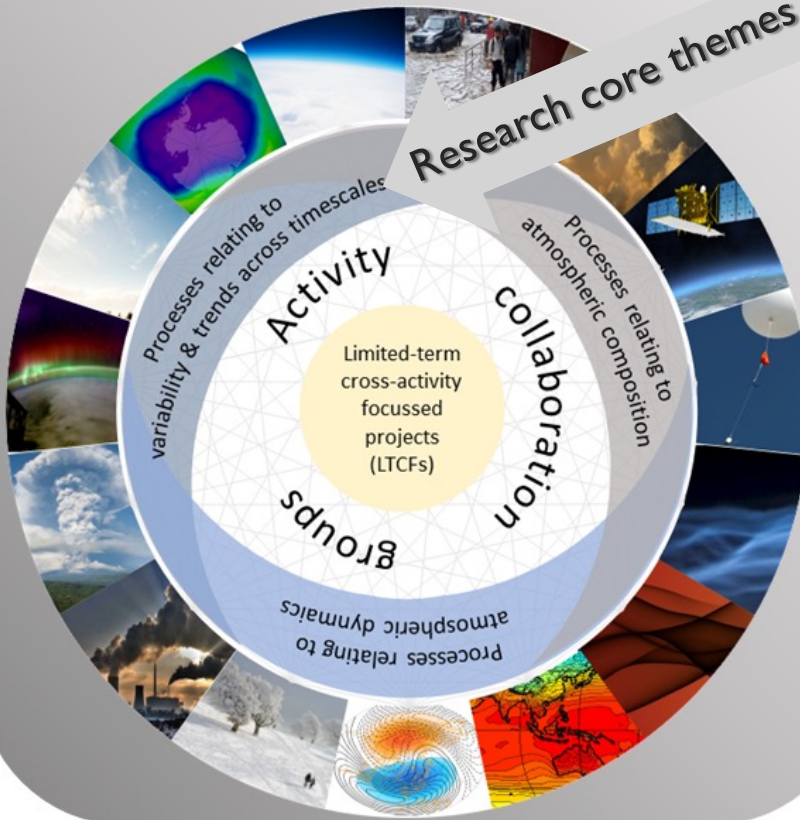 Research core themes
Processes relating to
variability & trends across timescales
Processes relating to
atmospheric composition
Activity
collaboration
groups
Limited-term
cross-activity
focussed
projects
(LTCFs)
Processes relating to
atmospheric dynmaics